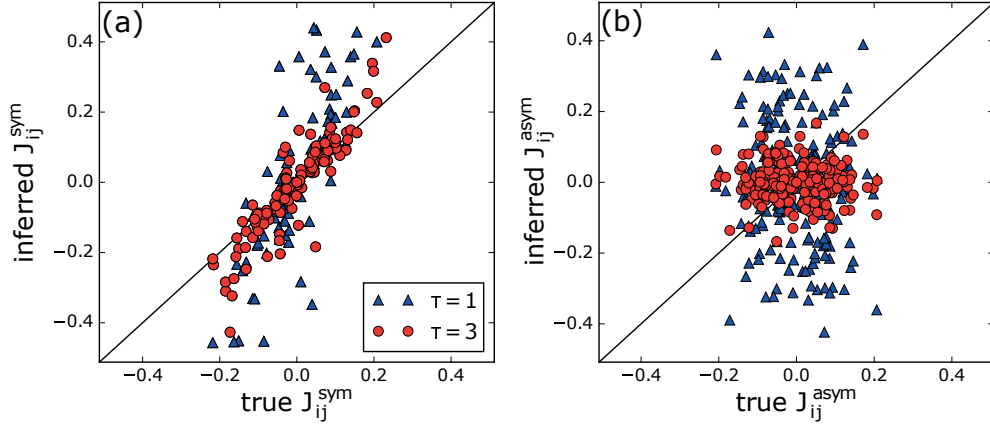 (a)
0.4
0.2
0.0
−0.2
−0.4
inferred J_ij^sym
−0.4 −0.2 0.0 0.2 0.4
true J_ij^sym
τ = 1
τ = 3
(b)
0.4
0.2
0.0
−0.2
−0.4
inferred J_ij^asym
−0.4 −0.2 0.0 0.2 0.4
true J_ij^asym